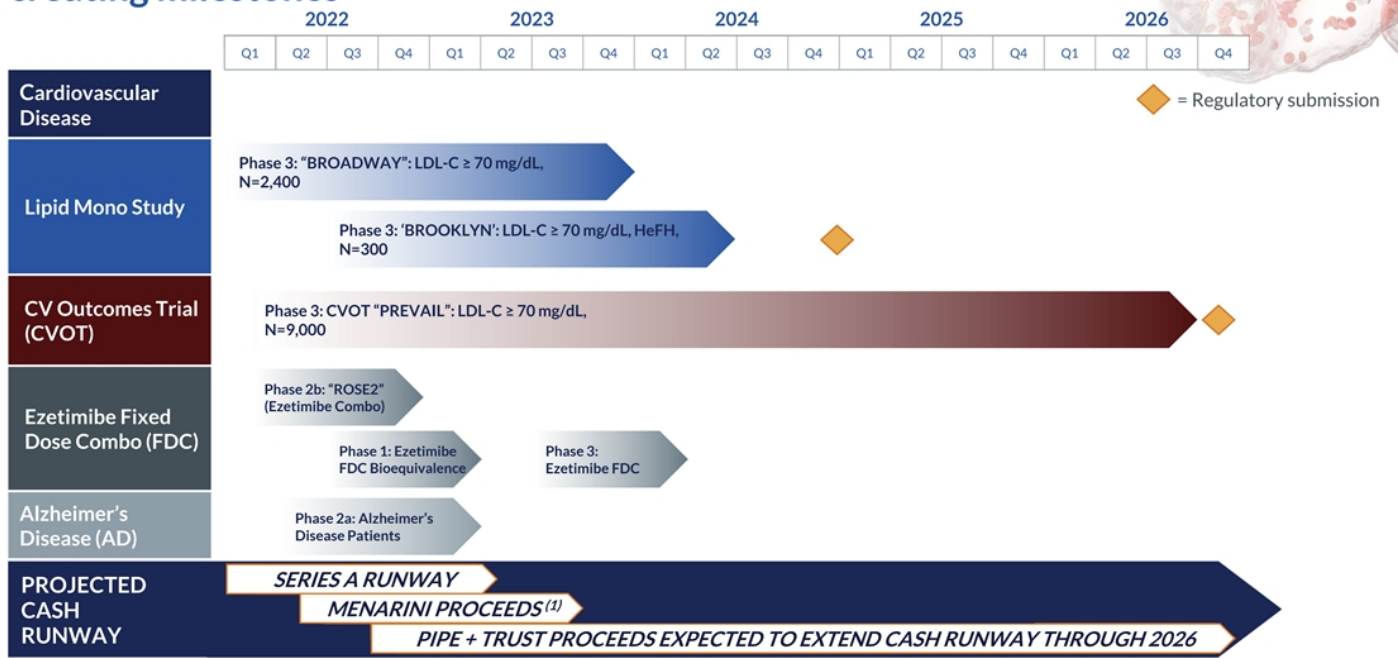 creating milestones
2022 2023 2024 2025 2026
Q1 Q2 Q3 Q4 Q1 Q2 Q3 Q4 Q1 Q2 Q3 Q4 Q1 Q2 Q3 Q4 Q1 Q2 Q3 Q4
Cardiovascular
Disease
= Regulatory submission
Lipid Mono Study
Phase 3: “BROADWAY”: LDL-C ≥ 70 mg/dL,
N=2,400
Phase 3: ‘BROOKLYN’: LDL-C ≥ 70 mg/dL, HeFH,
N=300
CV Outcomes Trial
(CVOT)
Phase 3: CVOT “PREVAIL”: LDL-C ≥ 70 mg/dL,
N=9,000
Ezetimibe Fixed
Dose Combo (FDC)
Phase 2b: “ROSE2”
(Ezetimibe Combo)
Phase 1: Ezetimibe
FDC Bioequivalence
Phase 3:
Ezetimibe FDC
Alzheimer’s
Disease (AD)
Phase 2a: Alzheimer’s
Disease Patients
PROJECTED
CASH
RUNWAY
SERIES A RUNWAY
MENARINI PROCEEDS (1)
PIPE + TRUST PROCEEDS EXPECTED TO EXTEND CASH RUNWAY THROUGH 2026